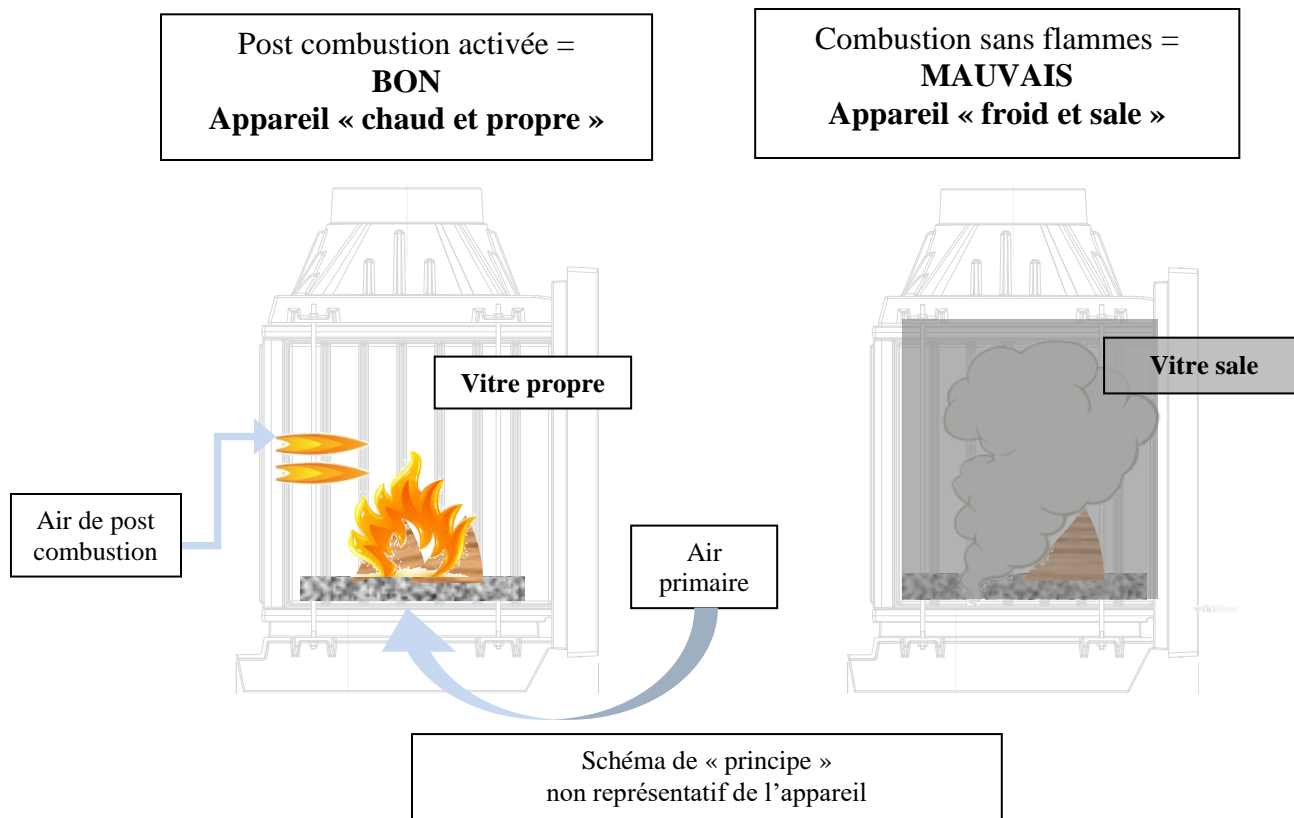 Post combustion activée =
BON
Appareil « chaud et propre »
Combustion sans flammes =
MAUVAIS
Appareil « froid et sale »
Vitre propre
Vitre sale
Air de post
combustion
Air
primaire
wikiHow
Schéma de « principe »
non représentatif de l’appareil